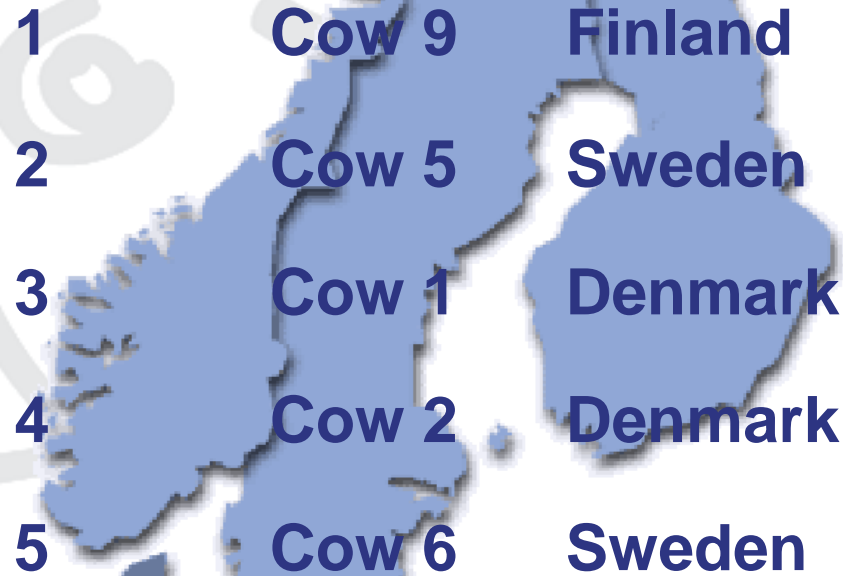 1 Cow 9 Finland
2 Cow 5 Sweden
3 Cow 1 Denmark
4 Cow 2 Denmark
5 Cow 6 Sweden